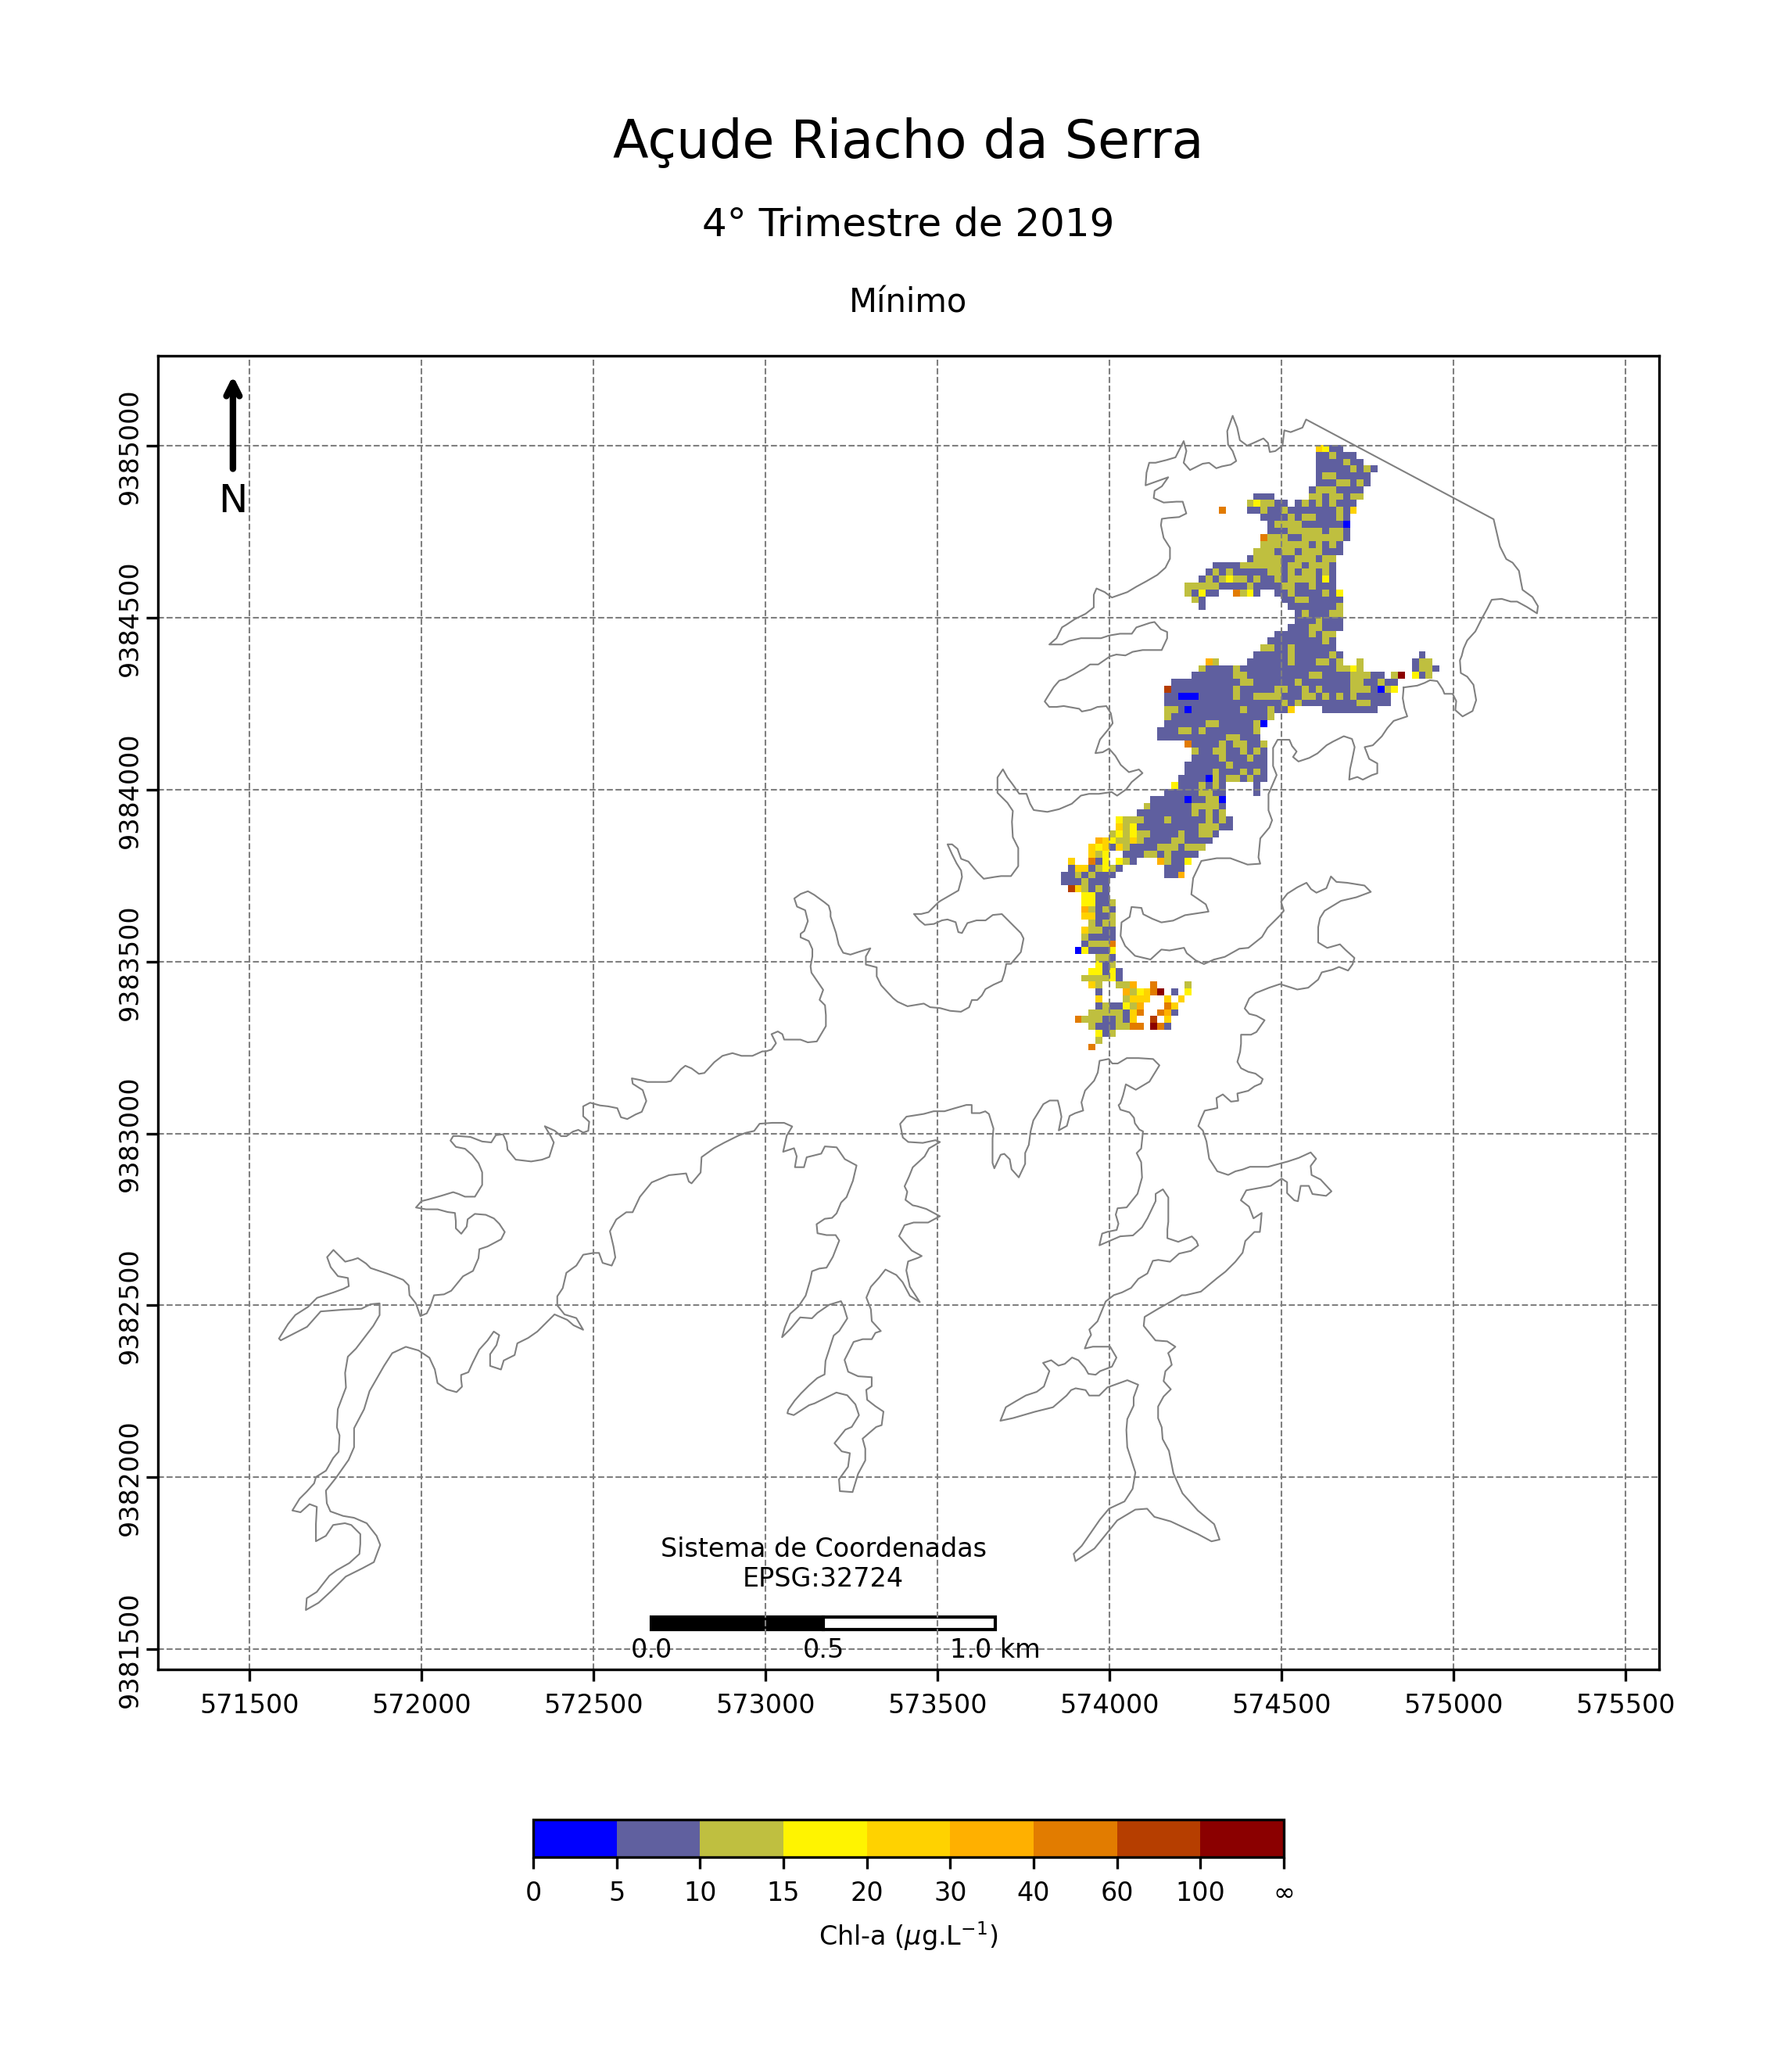 Açude Riacho da Serra
4° Trimestre de 2019
Mínimo
N
9385000
9384500
9384000
9383500
9383000
9382500
9382000
9381500
Sistema de Coordenadas
EPSG:32724
0.0 0.5 1.0 km
571500 572000 572500 573000 573500 574000 574500 575000 575500
0 5 10 15 20 30 40 60 100 ∞
Chl-a (μg.L⁻¹)